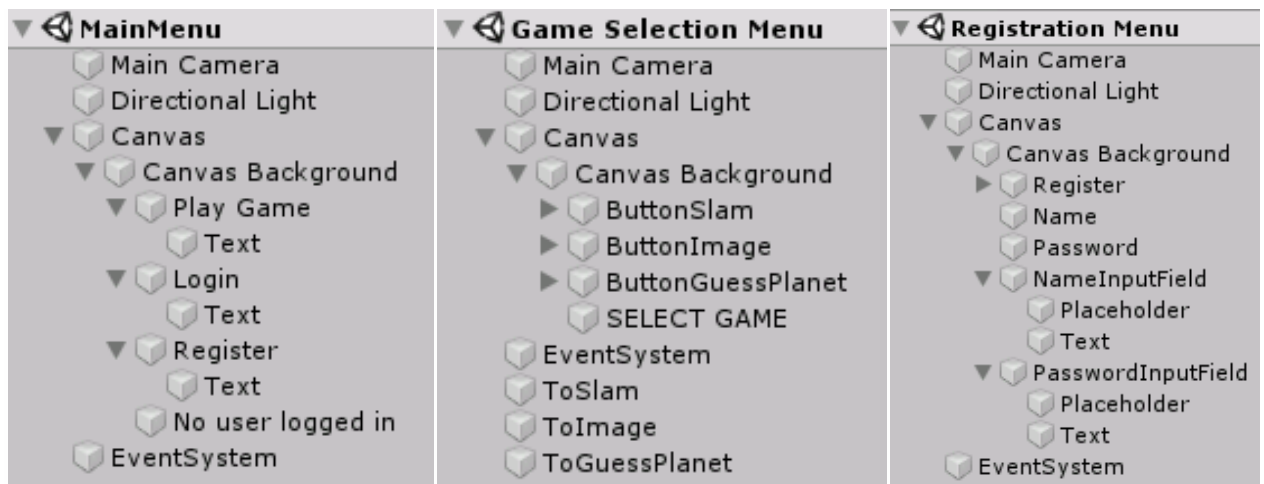 MainMenu
Main Camera
Directional Light
Canvas
Canvas Background
Play Game
Text
Login
Text
Register
Text
No user logged in
EventSystem
Game Selection Menu
Main Camera
Directional Light
Canvas
Canvas Background
ButtonSlam
ButtonImage
ButtonGuessPlanet
SELECT GAME
EventSystem
ToSlam
ToImage
ToGuessPlanet
Registration Menu
Main Camera
Directional Light
Canvas
Canvas Background
Register
Name
Password
NameInputField
Placeholder
Text
PasswordInputField
Placeholder
Text
EventSystem